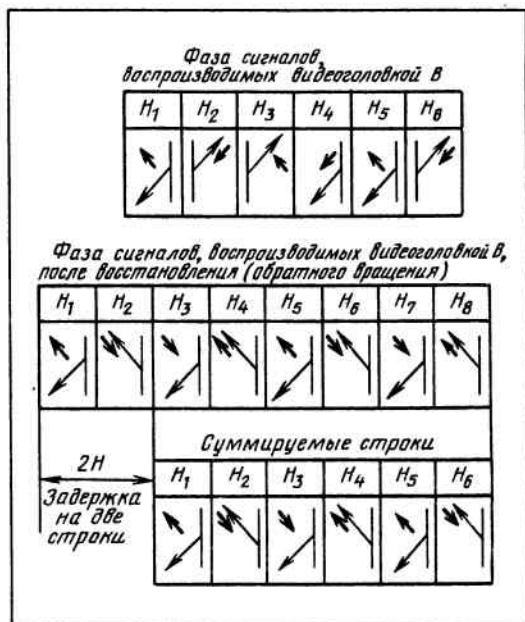 Фаза сигналов,
воспроизводимых видеоголовкой В
H1 H2 H3 H4 H5 H6
Фаза сигналов, воспроизводимых видеоголовкой В,
после восстановления (обратного вращения)
H1 H2 H3 H4 H5 H6 H7 H8
2H
Задержка
на две
строки
Суммируемые строки
H1 H2 H3 H4 H5 H6